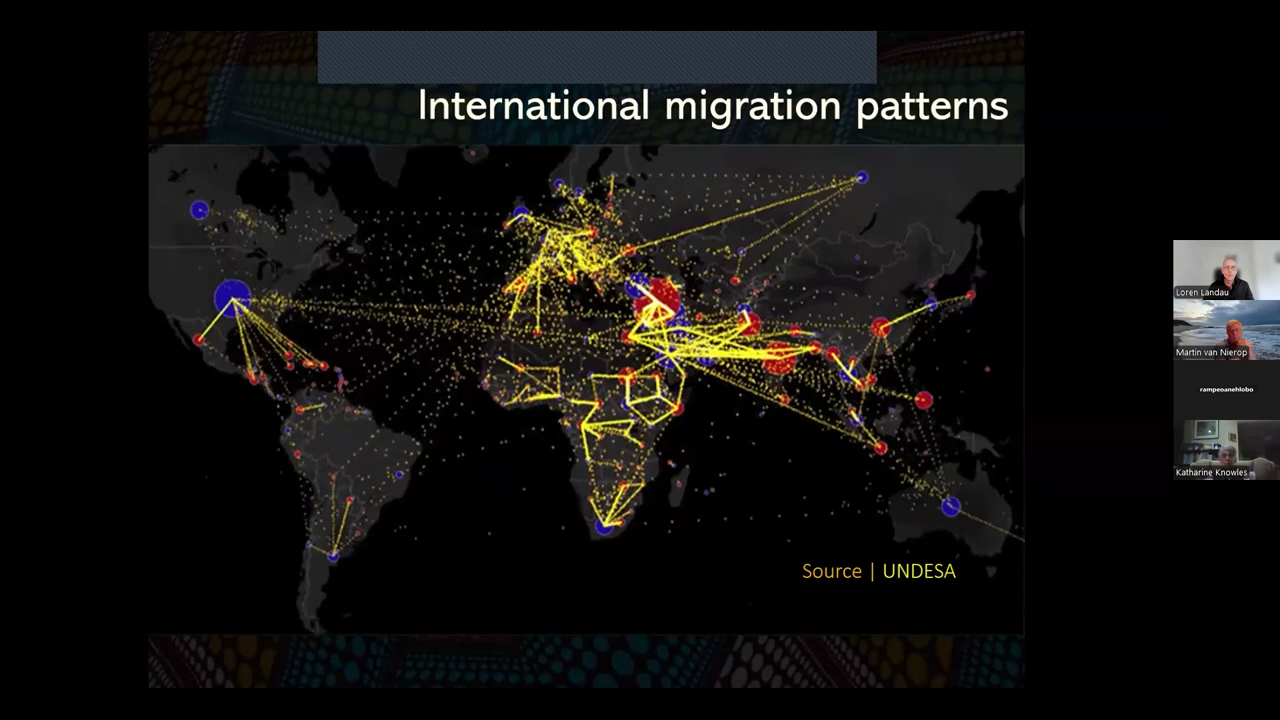 International migration patterns
Source | UNDESA
Loren Landau
Martin van Nierop
rampeoanehlobo
Katharine Knowles